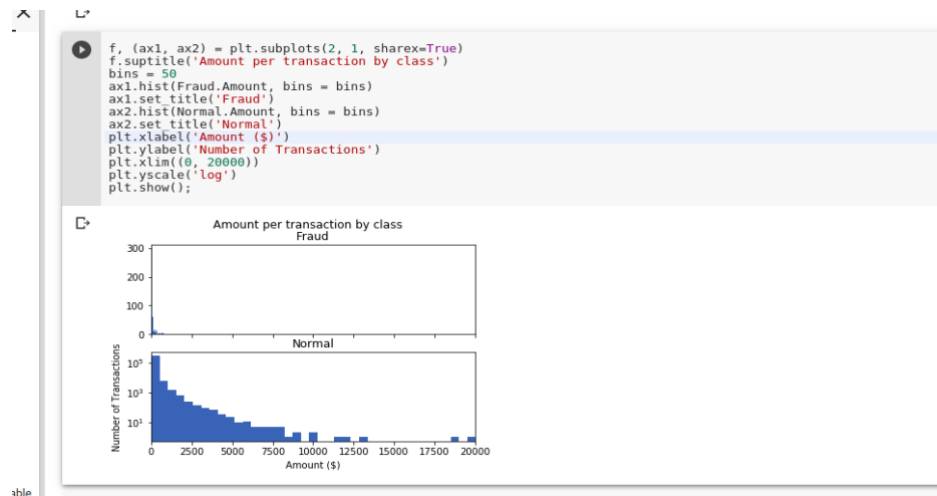 f, (ax1, ax2) = plt.subplots(2, 1, sharex=True)
f.suptitle('Amount per transaction by class')
bins = 50
ax1.hist(Fraud.Amount, bins = bins)
ax1.set_title('Fraud')
ax2.hist(Normal.Amount, bins = bins)
ax2.set_title('Normal')
plt.xlabel('Amount ($)')
plt.ylabel('Number of Transactions')
plt.xlim((0, 20000))
plt.yscale('log')
plt.show();
Amount per transaction by class
Fraud
300
200
100
0
Normal
Number of Transactions
10⁵
10³
10¹
0 2500 5000 7500 10000 12500 15000 17500 20000
Amount ($)
able